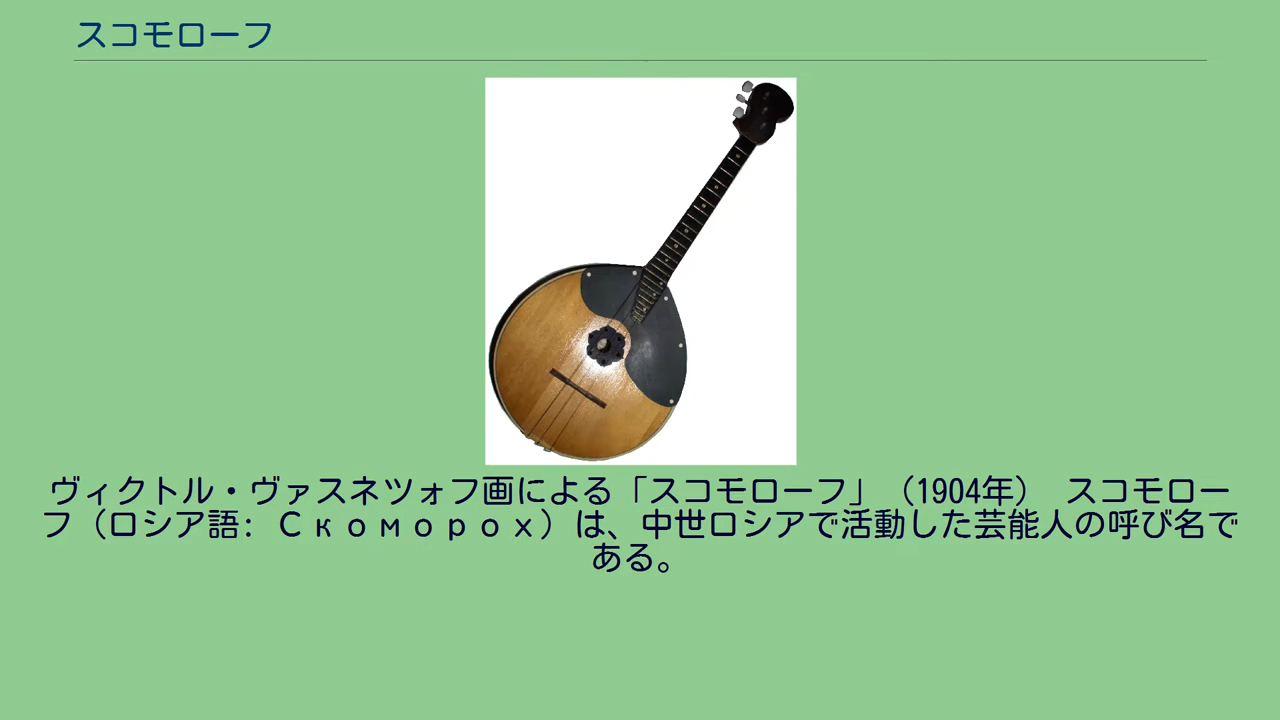 スコモローフ
ヴィクトル・ヴァスネツォフ画による「スコモローフ」（1904年）　スコモロー
フ（ロシア語: Скоморох）は、中世ロシアで活動した芸能人の呼び名で
ある。